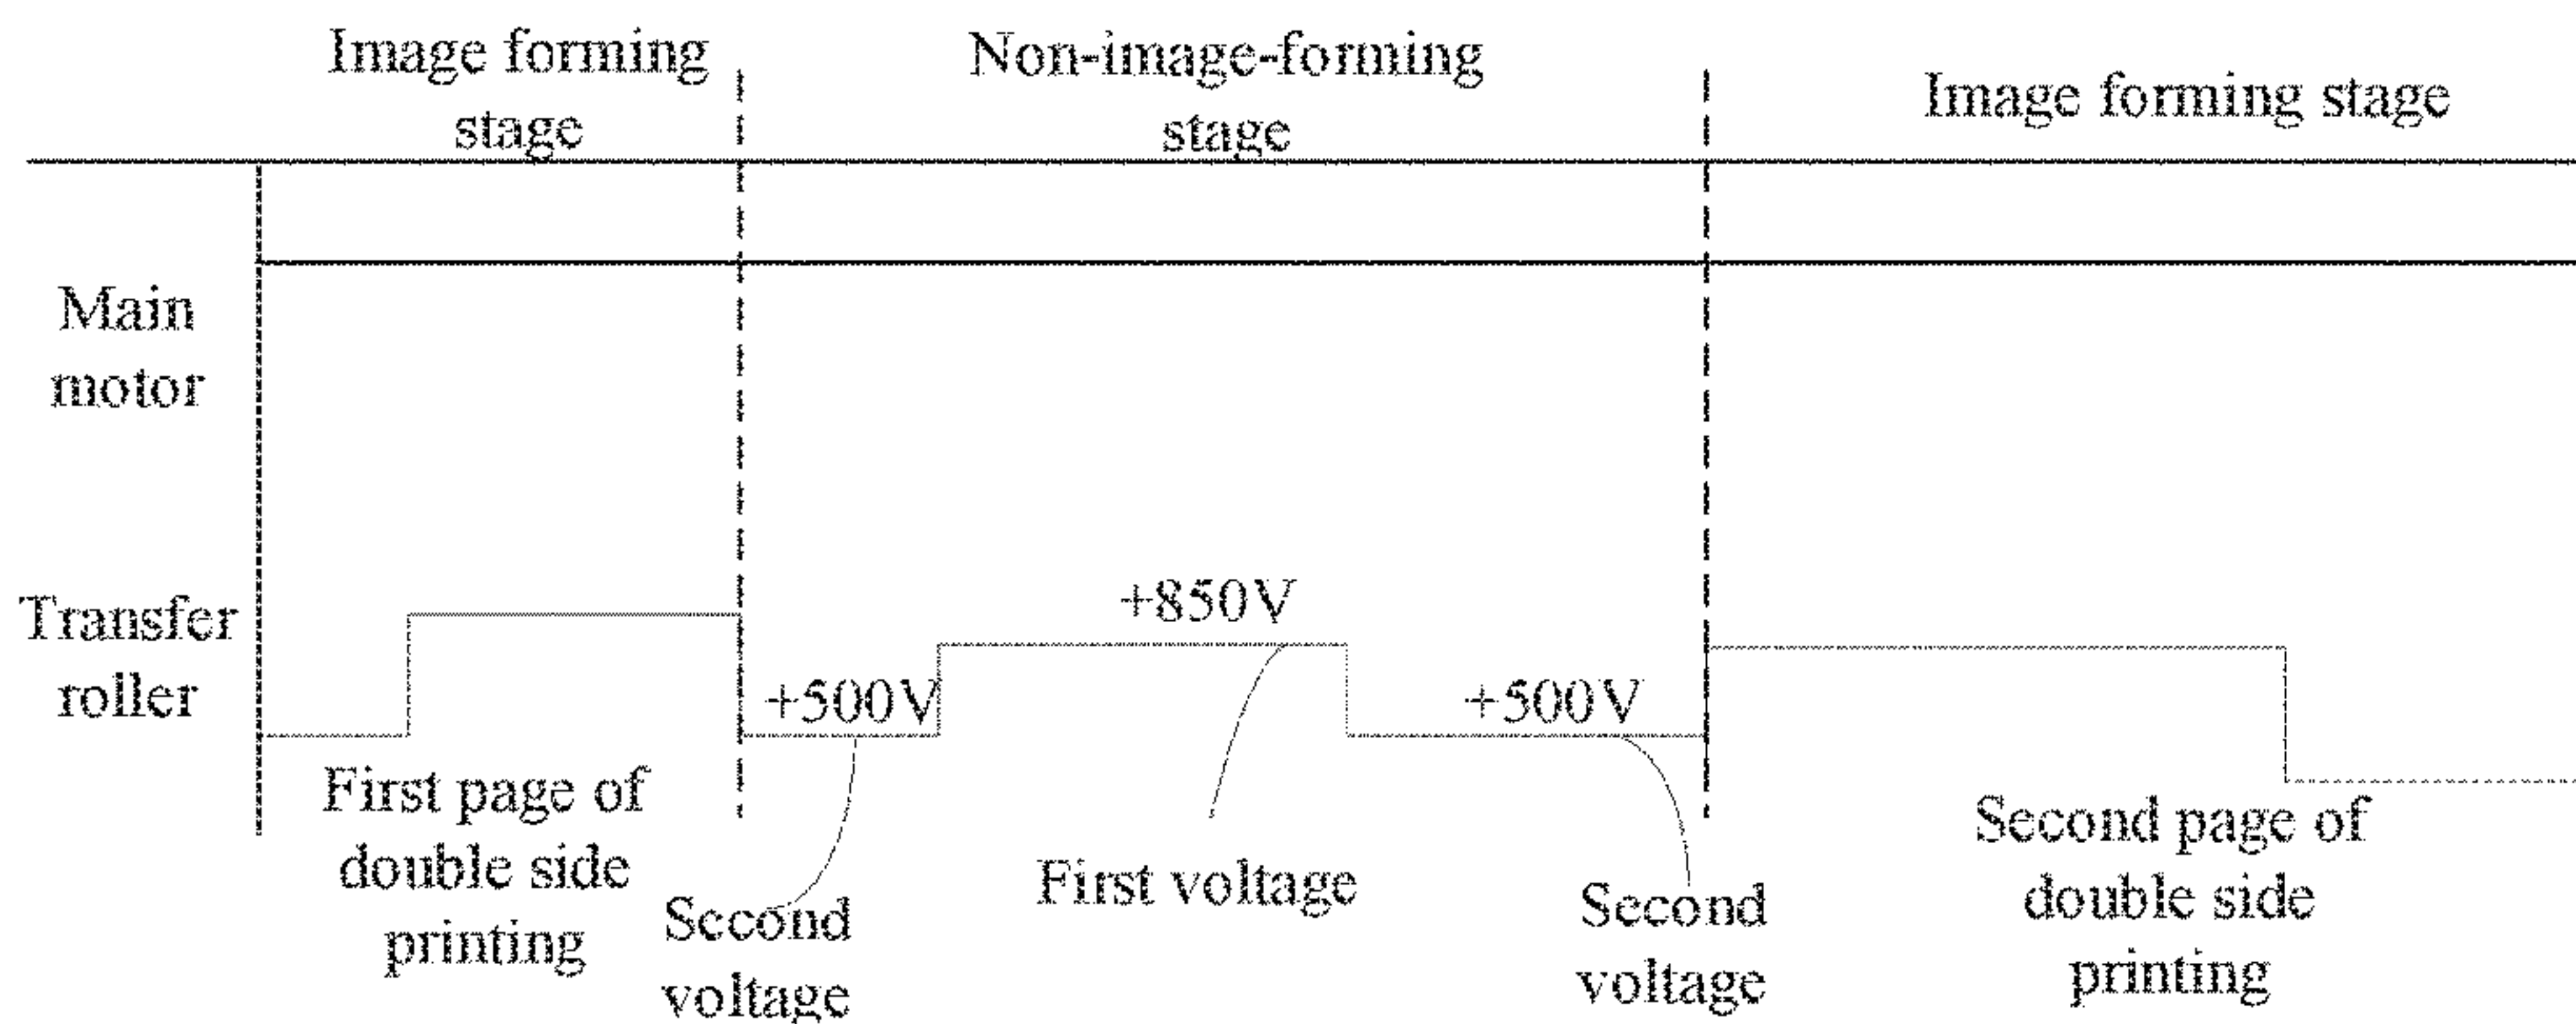 Image forming
stage
Non-image-forming
stage
Image forming stage
Main
motor
Transfer
roller
+850V
+500V
+500V
First page of
double side
printing
Second
voltage
First voltage
Second
voltage
Second page of
double side
printing